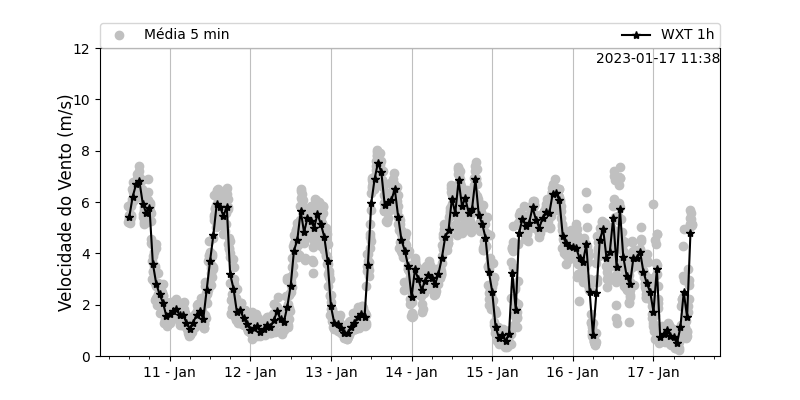 Média 5 min
WXT 1h
2023-01-17 11:38
Velocidade do Vento (m/s)
12
10
8
6
4
2
0
11 - Jan
12 - Jan
13 - Jan
14 - Jan
15 - Jan
16 - Jan
17 - Jan